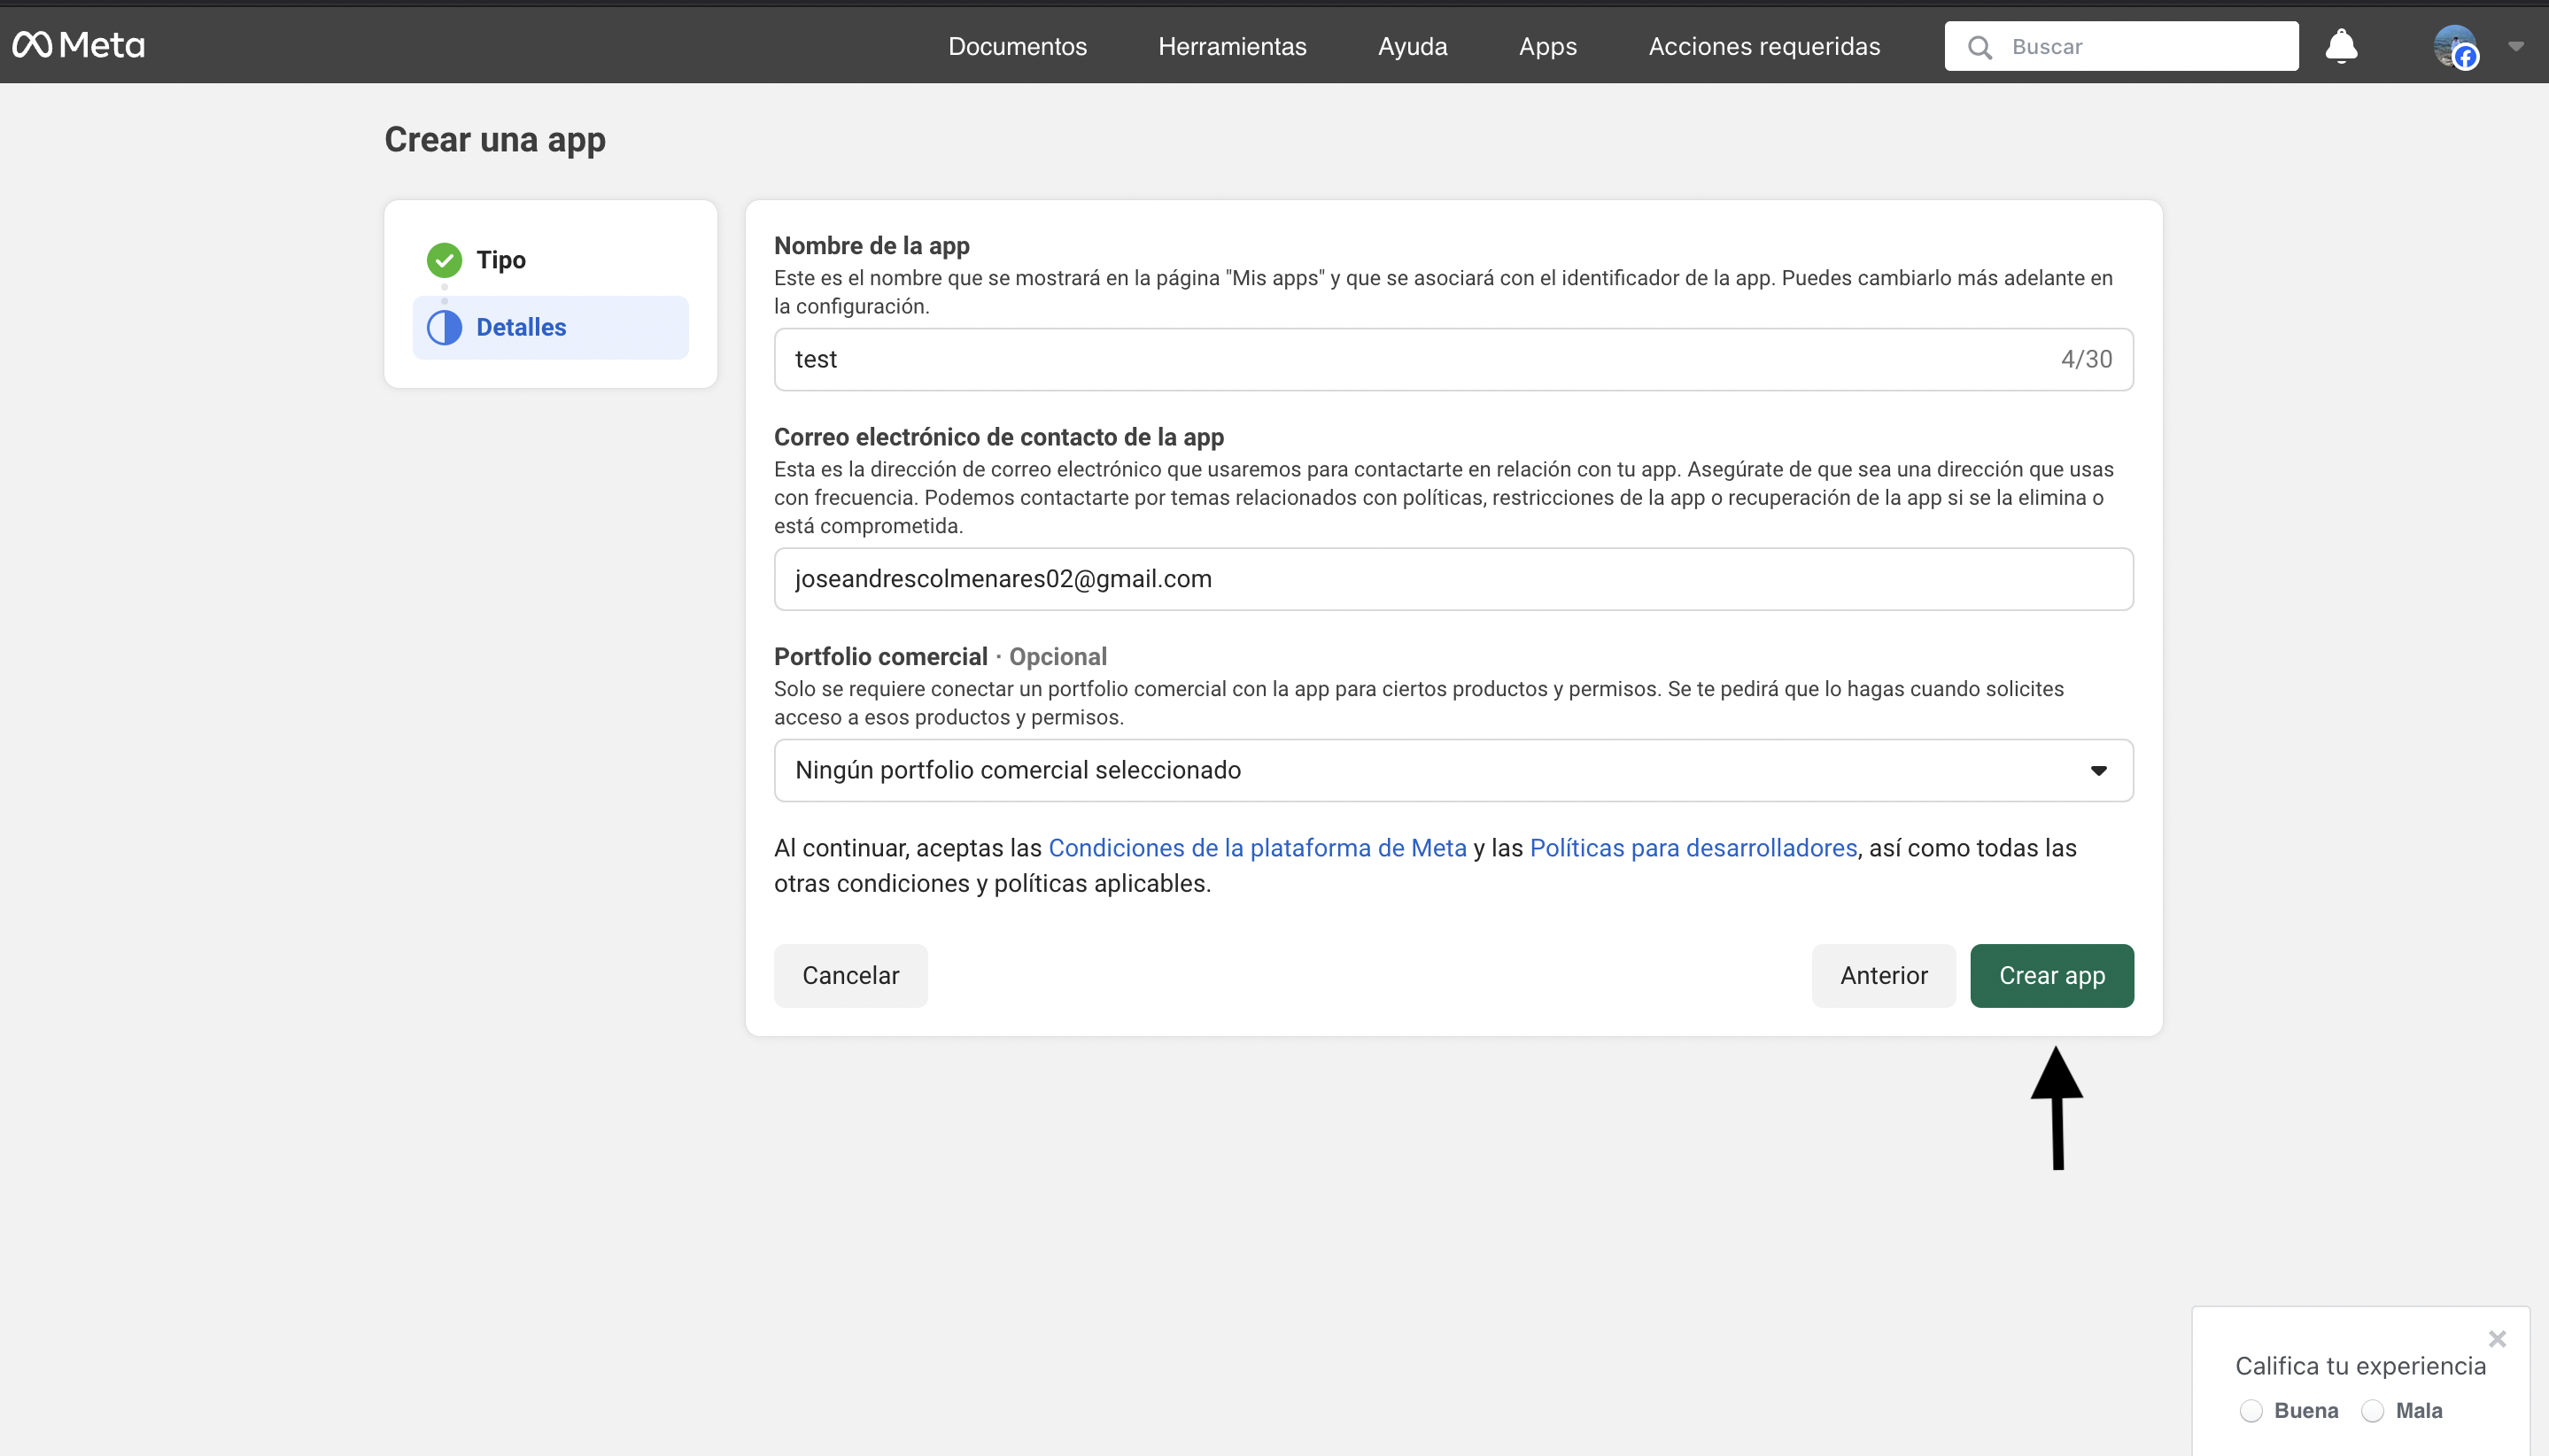 Meta
Documentos
Herramientas
Ayuda
Apps
Acciones requeridas
Buscar
Crear una app
Tipo
Detalles
Nombre de la app
Este es el nombre que se mostrará en la página "Mis apps" y que se asociará con el identificador de la app. Puedes cambiarlo más adelante en
la configuración.
test
4/30
Correo electrónico de contacto de la app
Esta es la dirección de correo electrónico que usaremos para contactarte en relación con tu app. Asegúrate de que sea una dirección que usas
con frecuencia. Podemos contactarte por temas relacionados con políticas, restricciones de la app o recuperación de la app si se la elimina o
está comprometida.
joseandrescolmenares02@gmail.com
Portfolio comercial · Opcional
Solo se requiere conectar un portfolio comercial con la app para ciertos productos y permisos. Se te pedirá que lo hagas cuando solicites
acceso a esos productos y permisos.
Ningún portfolio comercial seleccionado
Al continuar, aceptas las Condiciones de la plataforma de Meta y las Políticas para desarrolladores, así como todas las
otras condiciones y políticas aplicables.
Cancelar
Anterior
Crear app
Califica tu experiencia
Buena
Mala